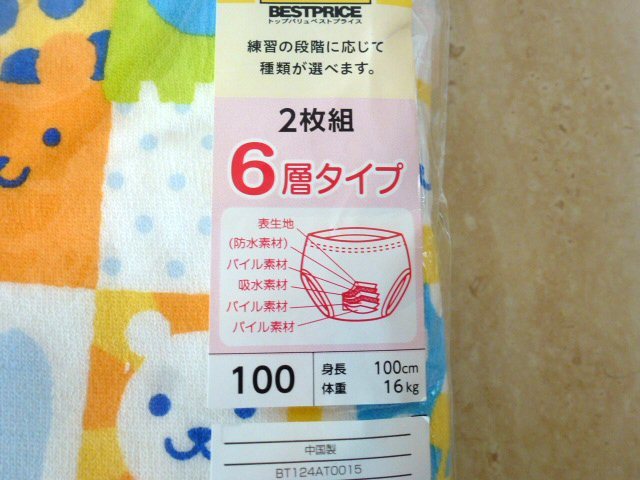 BESTPRICE
トップバリュベストプライス
練習の段階に応じて
種類が選べます。
2枚組
6層タイプ
表生地
(防水素材)
パイル素材
吸水素材
パイル素材
パイル素材
100
身長 100cm
体重 16kg
中国製
BT124AT0015